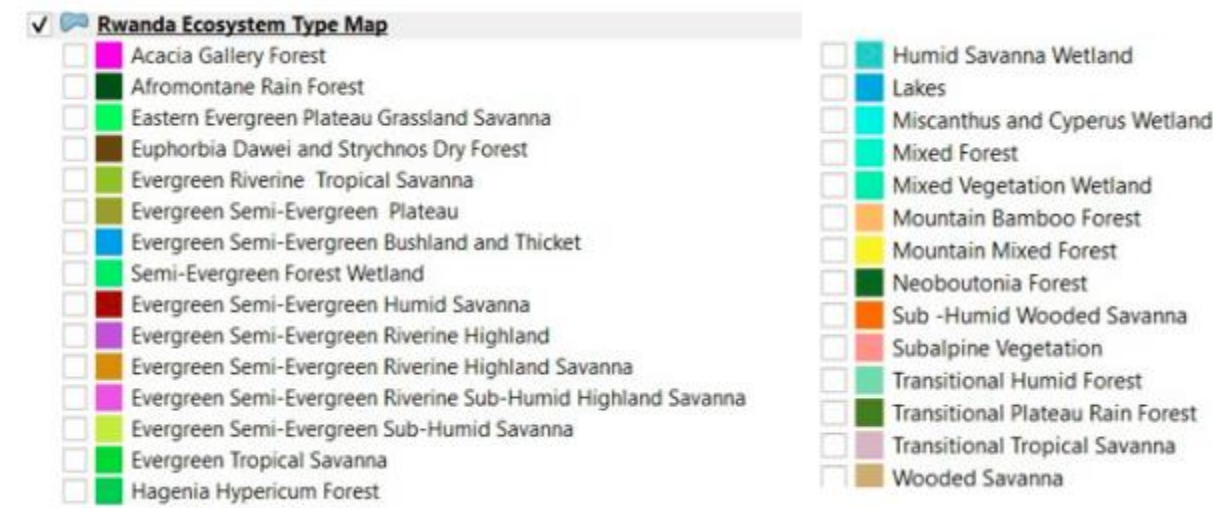 Rwanda Ecosystem Type Map
Acacia Gallery Forest
Afromontane Rain Forest
Eastern Evergreen Plateau Grassland Savanna
Euphorbia Dawei and Strychnos Dry Forest
Evergreen Riverine  Tropical Savanna
Evergreen Semi-Evergreen  Plateau
Evergreen Semi-Evergreen Bushland and Thicket
Semi-Evergreen Forest Wetland
Evergreen Semi-Evergreen Humid Savanna
Evergreen Semi-Evergreen Riverine Highland
Evergreen Semi-Evergreen Riverine Highland Savanna
Evergreen Semi-Evergreen Riverine Sub-Humid Highland Savanna
Evergreen Semi-Evergreen Sub-Humid Savanna
Evergreen Tropical Savanna
Hagenia Hypericum Forest
Humid Savanna Wetland
Lakes
Miscanthus and Cyperus Wetland
Mixed Forest
Mixed Vegetation Wetland
Mountain Bamboo Forest
Mountain Mixed Forest
Neoboutonia Forest
Sub -Humid Wooded Savanna
Subalpine Vegetation
Transitional Humid Forest
Transitional Plateau Rain Forest
Transitional Tropical Savanna
Wooded Savanna